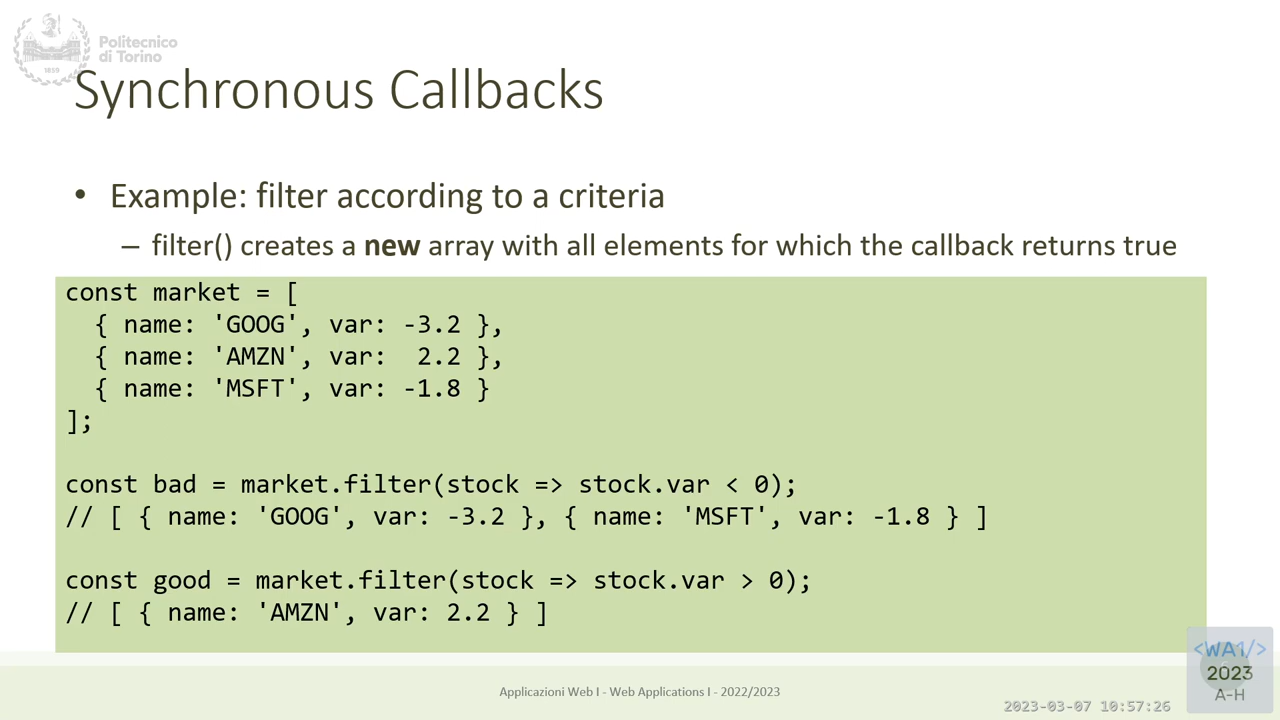 Politecnico
di Torino
1859
Synchronous Callbacks
• Example: filter according to a criteria
– filter() creates a new array with all elements for which the callback returns true
const market = [
  { name: 'GOOG', var: -3.2 },
  { name: 'AMZN', var:  2.2 },
  { name: 'MSFT', var: -1.8 }
];
const bad = market.filter(stock => stock.var < 0);
// [ { name: 'GOOG', var: -3.2 }, { name: 'MSFT', var: -1.8 } ]
const good = market.filter(stock => stock.var > 0);
// [ { name: 'AMZN', var: 2.2 } ]
Applicazioni Web I - Web Applications I - 2022/2023
2023-03-07 10:57:26
<WA1/>
2023
A-H